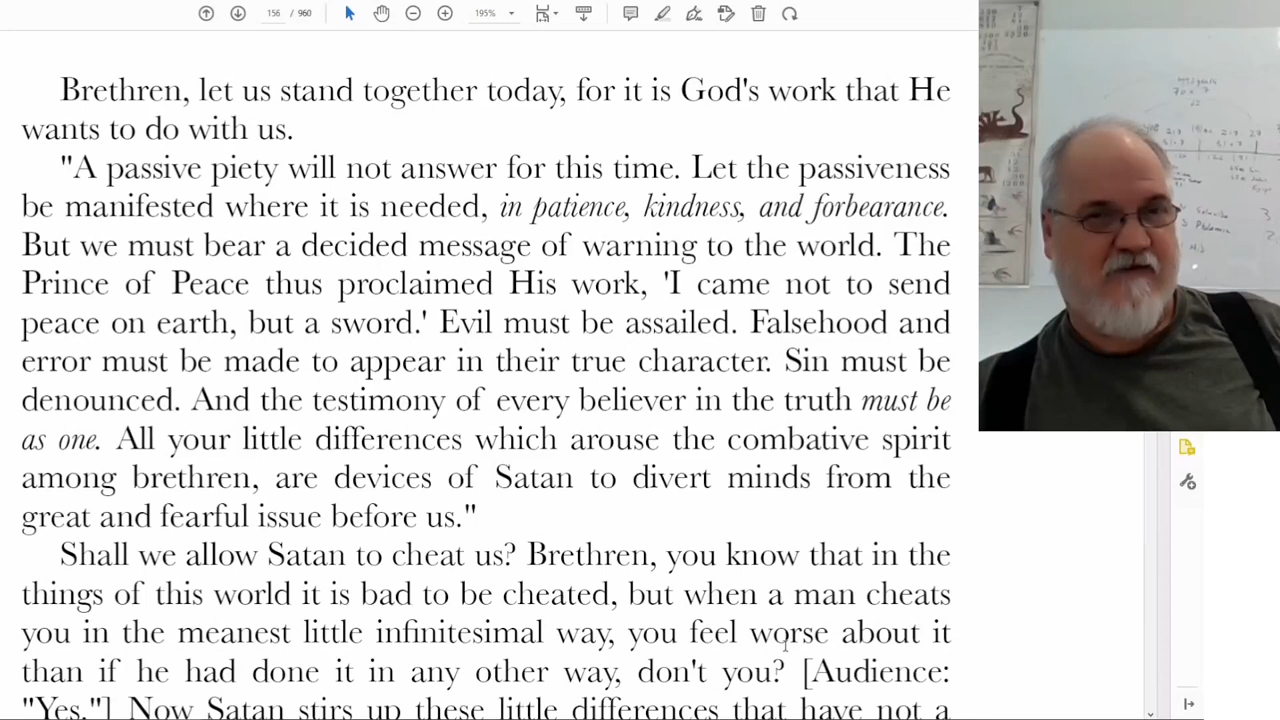 156 / 960
195%
Brethren, let us stand together today, for it is God's work that He
wants to do with us.
"A passive piety will not answer for this time. Let the passiveness
be manifested where it is needed, in patience, kindness, and forbearance.
But we must bear a decided message of warning to the world. The
Prince of Peace thus proclaimed His work, 'I came not to send
peace on earth, but a sword.' Evil must be assailed. Falsehood and
error must be made to appear in their true character. Sin must be
denounced. And the testimony of every believer in the truth must be
as one. All your little differences which arouse the combative spirit
among brethren, are devices of Satan to divert minds from the
great and fearful issue before us."
Shall we allow Satan to cheat us? Brethren, you know that in the
things of this world it is bad to be cheated, but when a man cheats
you in the meanest little infinitesimal way, you feel worse about it
than if he had done it in any other way, don't you? [Audience:
"Yes."] Now Satan stirs up these little differences that have not a